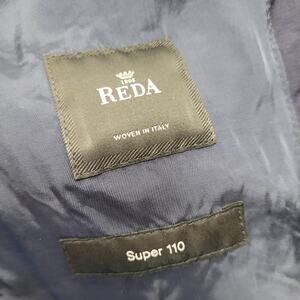 1865
REDA
WOVEN IN ITALY
Super 110